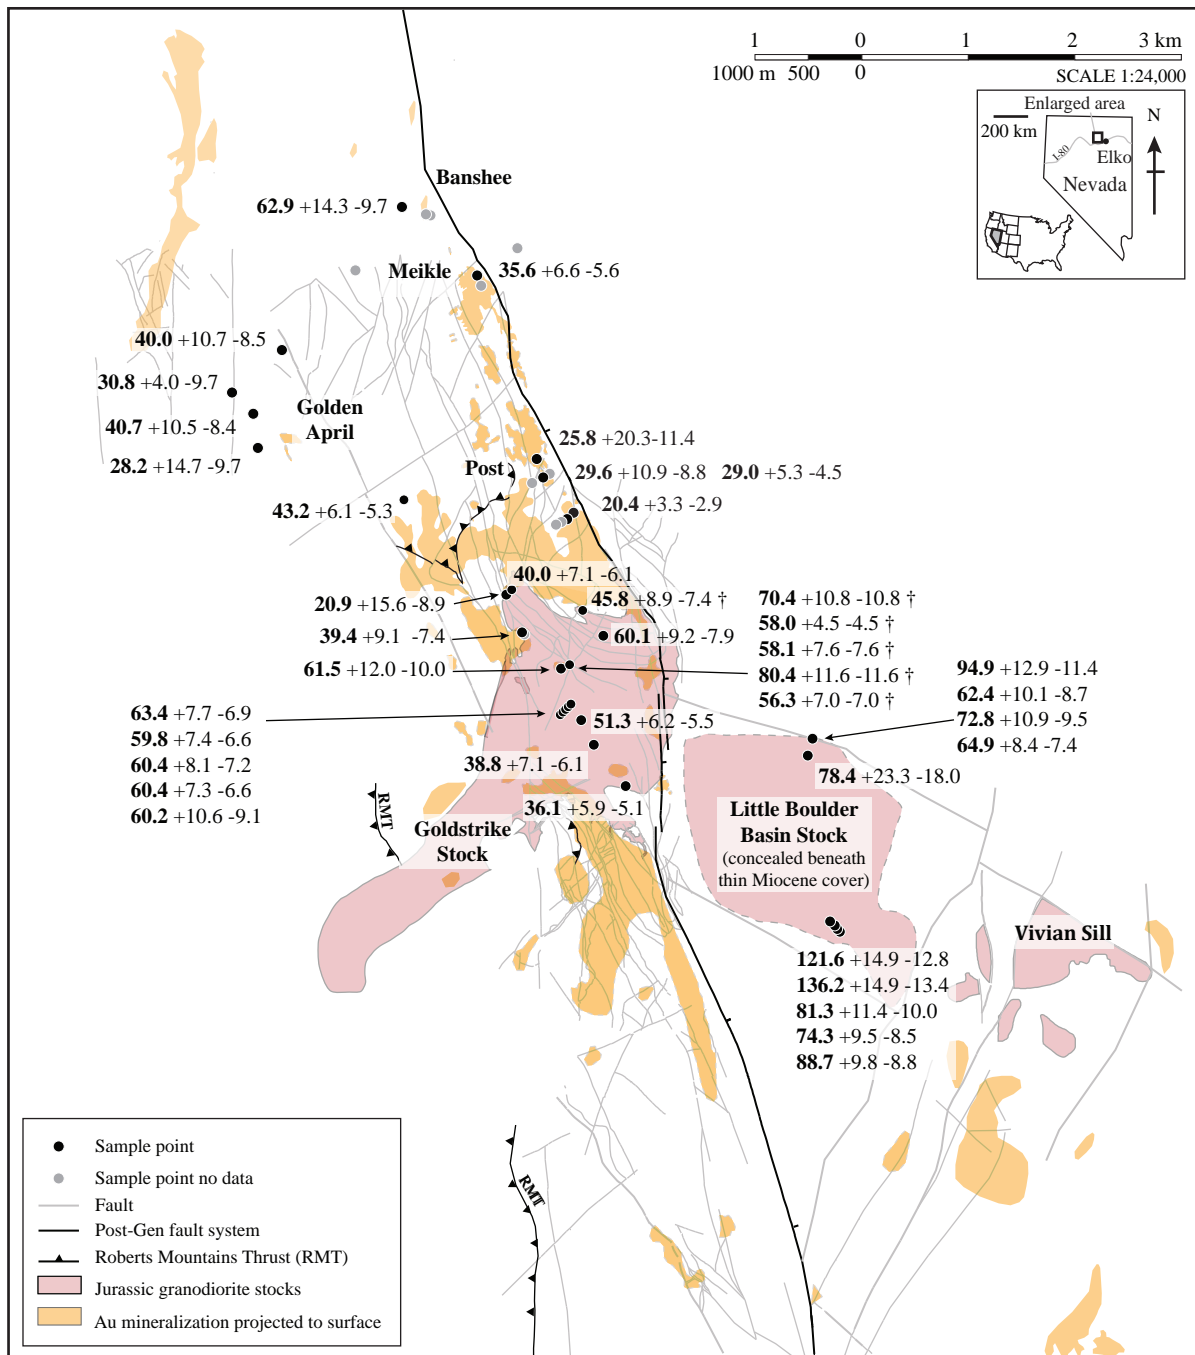 1 0 1 2 3 km
1000 m 500 0 SCALE 1:24,000
Enlarged area
200 km
N
I-80
Elko
Nevada
Banshee
62.9 +14.3 -9.7
Meikle
35.6 +6.6 -5.6
40.0 +10.7 -8.5
30.8 +4.0 -9.7
40.7 +10.5 -8.4
28.2 +14.7 -9.7
Golden
April
25.8 +20.3-11.4
Post
29.6 +10.9 -8.8 29.0 +5.3 -4.5
20.4 +3.3 -2.9
43.2 +6.1 -5.3
40.0 +7.1 -6.1
20.9 +15.6 -8.9
45.8 +8.9 -7.4 †
39.4 +9.1 -7.4
60.1 +9.2 -7.9
61.5 +12.0 -10.0
70.4 +10.8 -10.8 †
58.0 +4.5 -4.5 †
58.1 +7.6 -7.6 †
80.4 +11.6 -11.6 †
56.3 +7.0 -7.0 †
94.9 +12.9 -11.4
62.4 +10.1 -8.7
72.8 +10.9 -9.5
64.9 +8.4 -7.4
63.4 +7.7 -6.9
59.8 +7.4 -6.6
60.4 +8.1 -7.2
60.4 +7.3 -6.6
60.2 +10.6 -9.1
51.3 +6.2 -5.5
38.8 +7.1 -6.1
78.4 +23.3 -18.0
36.1 +5.9 -5.1
RMT
Goldstrike
Stock
Little Boulder
Basin Stock
(concealed beneath
thin Miocene cover)
Vivian Sill
121.6 +14.9 -12.8
136.2 +14.9 -13.4
81.3 +11.4 -10.0
74.3 +9.5 -8.5
88.7 +9.8 -8.8
RMT
Sample point
Sample point no data
Fault
Post-Gen fault system
Roberts Mountains Thrust (RMT)
Jurassic granodiorite stocks
Au mineralization projected to surface